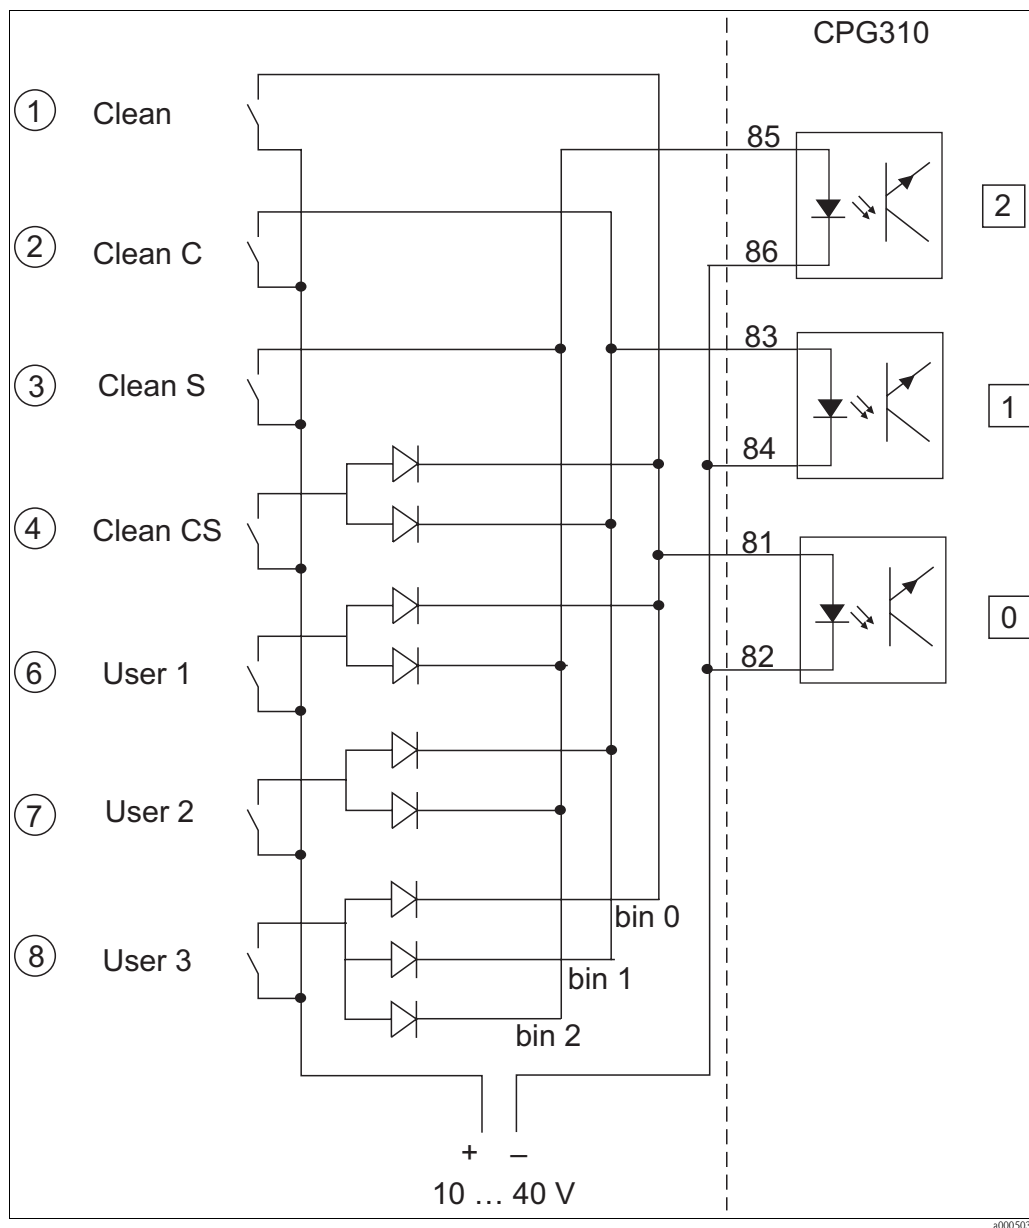 CPG310
1 Clean
85
2
2 Clean C
86
83
3 Clean S
1
84
4 Clean CS
81
0
82
6 User 1
7 User 2
bin 0
8 User 3
bin 1
bin 2
+ –
10 ... 40 V